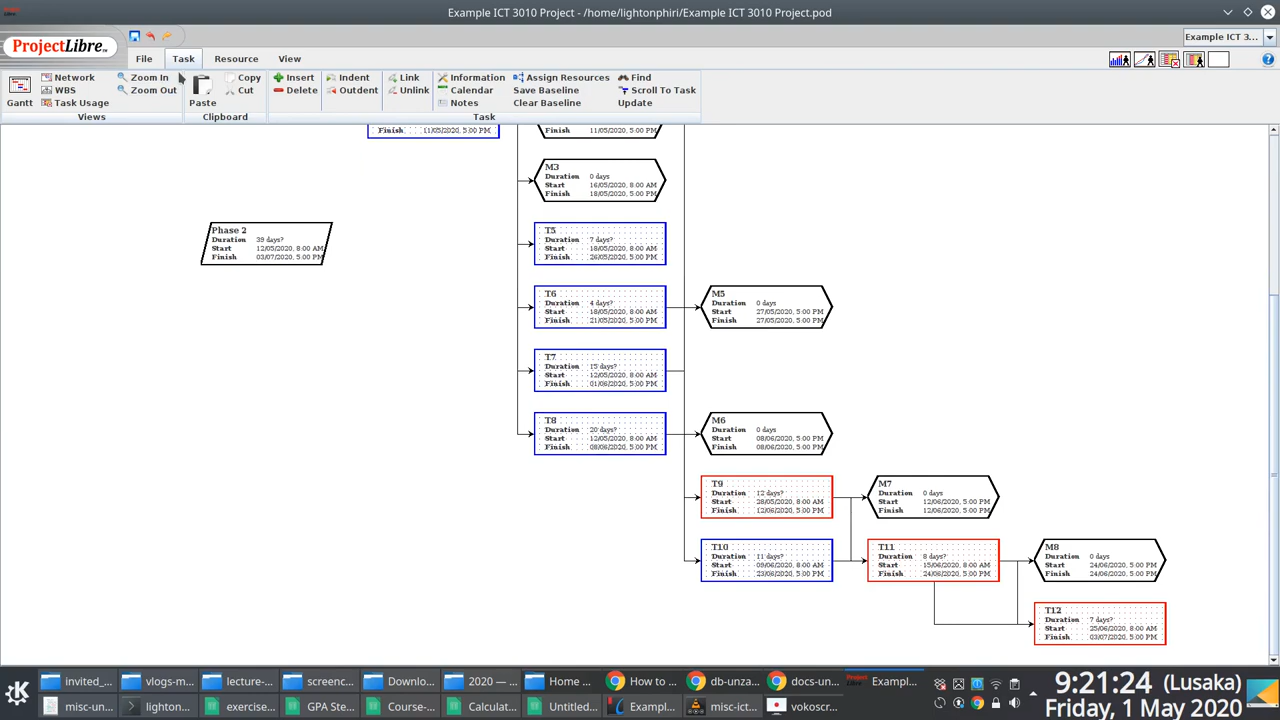 Example ICT 3010 Project - /home/lightonphiri/Example ICT 3010 Project.pod
ProjectLibre
Example ICT 3...
File Task Resource View
Network Zoom In Copy Insert Indent Link Information Assign Resources Find
WBS Zoom Out Cut Delete Outdent Unlink Calendar Save Baseline Scroll To Task
Gantt Task Usage Paste Notes Clear Baseline Update
Views Clipboard Task
Finish 11/05/2020, 5:00 PM
Finish 11/05/2020, 5:00 PM
M3
Duration 0 days
Start 16/05/2020, 8:00 AM
Finish 18/05/2020, 5:00 PM
Phase 2
Duration 39 days?
Start 12/05/2020, 8:00 AM
Finish 03/07/2020, 5:00 PM
T5
Duration 7 days?
Start 18/05/2020, 8:00 AM
Finish 26/05/2020, 5:00 PM
T6
Duration 4 days?
Start 18/05/2020, 8:00 AM
Finish 21/05/2020, 5:00 PM
M5
Duration 0 days
Start 27/05/2020, 5:00 PM
Finish 27/05/2020, 5:00 PM
T7
Duration 15 days?
Start 12/05/2020, 8:00 AM
Finish 01/06/2020, 5:00 PM
T8
Duration 20 days?
Start 12/05/2020, 8:00 AM
Finish 08/06/2020, 5:00 PM
M6
Duration 0 days
Start 08/06/2020, 5:00 PM
Finish 08/06/2020, 5:00 PM
T9
Duration 12 days?
Start 28/05/2020, 8:00 AM
Finish 12/06/2020, 5:00 PM
M7
Duration 0 days
Start 12/06/2020, 5:00 PM
Finish 12/06/2020, 5:00 PM
T10
Duration 11 days?
Start 09/06/2020, 8:00 AM
Finish 23/06/2020, 5:00 PM
T11
Duration 8 days?
Start 15/06/2020, 8:00 AM
Finish 24/06/2020, 5:00 PM
M8
Duration 0 days
Start 24/06/2020, 5:00 PM
Finish 24/06/2020, 5:00 PM
T12
Duration 7 days?
Start 25/06/2020, 8:00 AM
Finish 03/07/2020, 5:00 PM
invited_... vlogs-m... lecture-... screenc... Downlo... 2020 —... Home ... How to ... db-unza... docs-un... Exampl...
misc-un... lighton... exercise... GPA Ste... Course-... Calculat... Untitled... Exampl... misc-ict... vokoscr...
9:21:24 (Lusaka)
Friday, 1 May 2020